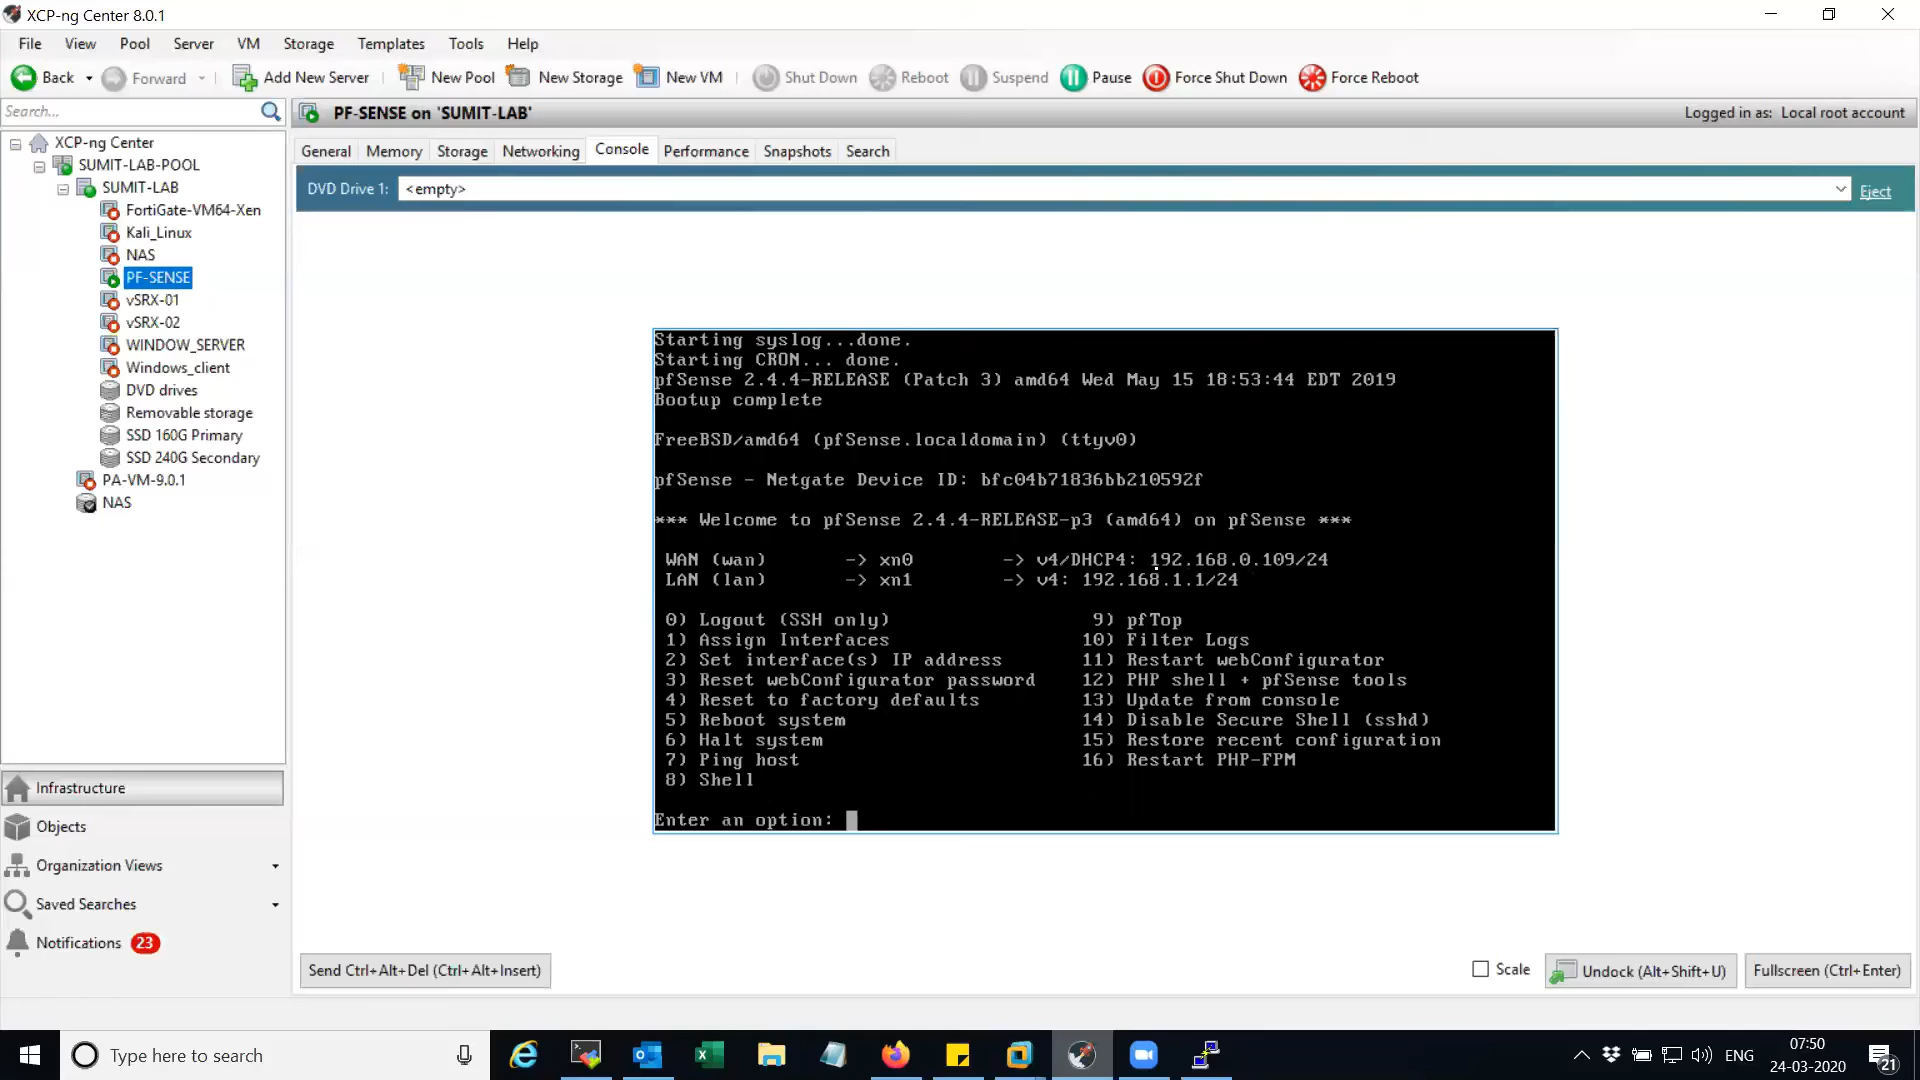 XCP-ng Center 8.0.1
File View Pool Server VM Storage Templates Tools Help
Back Forward Add New Server New Pool New Storage New VM Shut Down Reboot Suspend Pause Force Shut Down Force Reboot
Search...
PF-SENSE on 'SUMIT-LAB'
Logged in as: Local root account
General Memory Storage Networking Console Performance Snapshots Search
DVD Drive 1: <empty> Eject
XCP-ng Center
SUMIT-LAB-POOL
SUMIT-LAB
FortiGate-VM64-Xen
Kali_Linux
NAS
PF-SENSE
vSRX-01
vSRX-02
WINDOW_SERVER
Windows_client
DVD drives
Removable storage
SSD 160G Primary
SSD 240G Secondary
PA-VM-9.0.1
NAS
Infrastructure
Objects
Organization Views
Saved Searches
Notifications 23
Starting syslog...done.
Starting CRON... done.
pfSense 2.4.4-RELEASE (Patch 3) amd64 Wed May 15 18:53:44 EDT 2019
Bootup complete
FreeBSD/amd64 (pfSense.localdomain) (ttyv0)
pfSense - Netgate Device ID: bfc04b71836bb210592f
*** Welcome to pfSense 2.4.4-RELEASE-p3 (amd64) on pfSense ***
WAN (wan) -> xn0 -> v4/DHCP4: 192.168.0.109/24
LAN (lan) -> xn1 -> v4: 192.168.1.1/24
0) Logout (SSH only) 9) pfTop
1) Assign Interfaces 10) Filter Logs
2) Set interface(s) IP address 11) Restart webConfigurator
3) Reset webConfigurator password 12) PHP shell + pfSense tools
4) Reset to factory defaults 13) Update from console
5) Reboot system 14) Disable Secure Shell (sshd)
6) Halt system 15) Restore recent configuration
7) Ping host 16) Restart PHP-FPM
8) Shell
Enter an option:
Send Ctrl+Alt+Del (Ctrl+Alt+Insert)
Scale Undock (Alt+Shift+U) Fullscreen (Ctrl+Enter)
Type here to search
ENG
07:50
24-03-2020
21